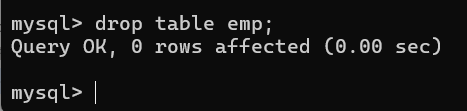 mysql> drop table emp;
Query OK, 0 rows affected (0.00 sec)
mysql>